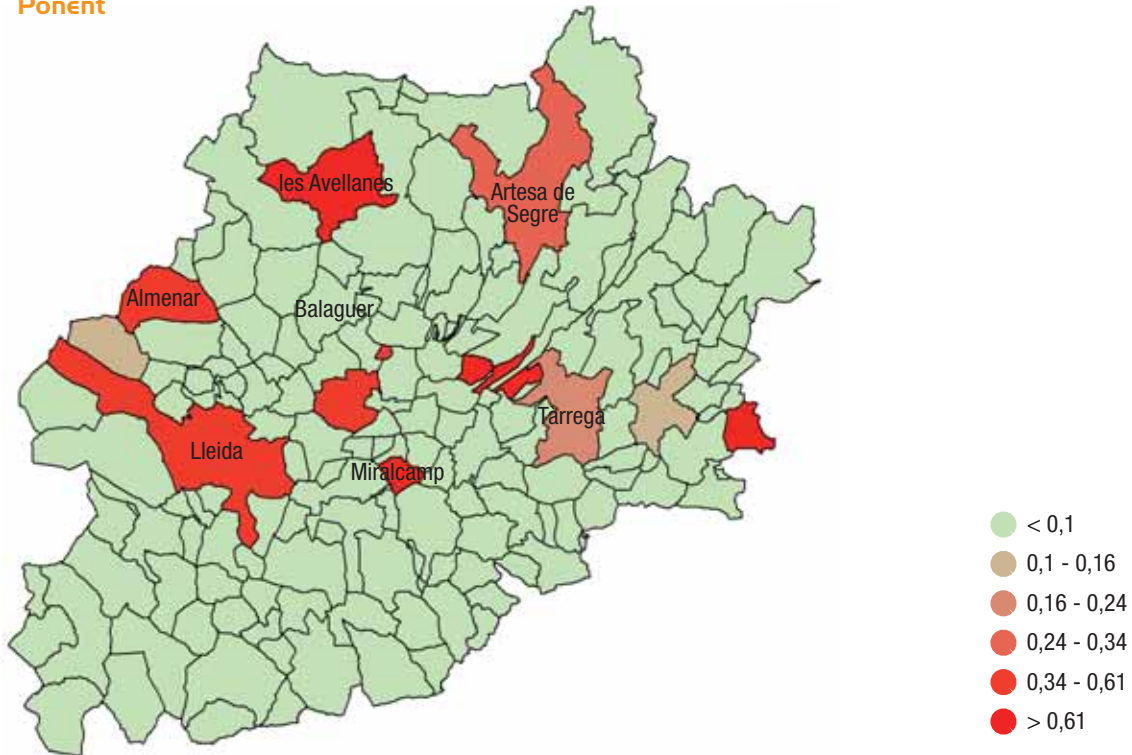 Ponent
les Avellanes
Artesa de
Segre
Almenar
Balaguer
Tàrrega
Lleida
Miralcamp
< 0,1
0,1 - 0,16
0,16 - 0,24
0,24 - 0,34
0,34 - 0,61
> 0,61